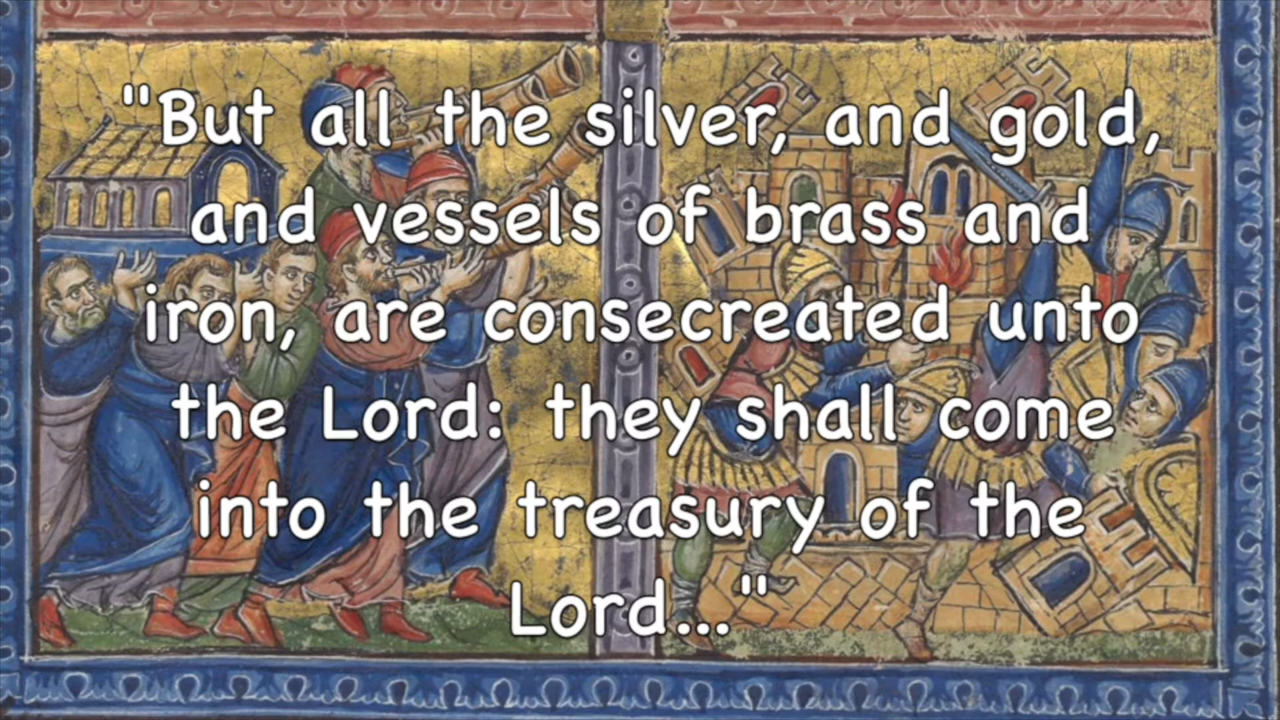 "But all the silver, and gold,
and vessels of brass and
iron, are consecreated unto
the Lord: they shall come
into the treasury of the
Lord..."